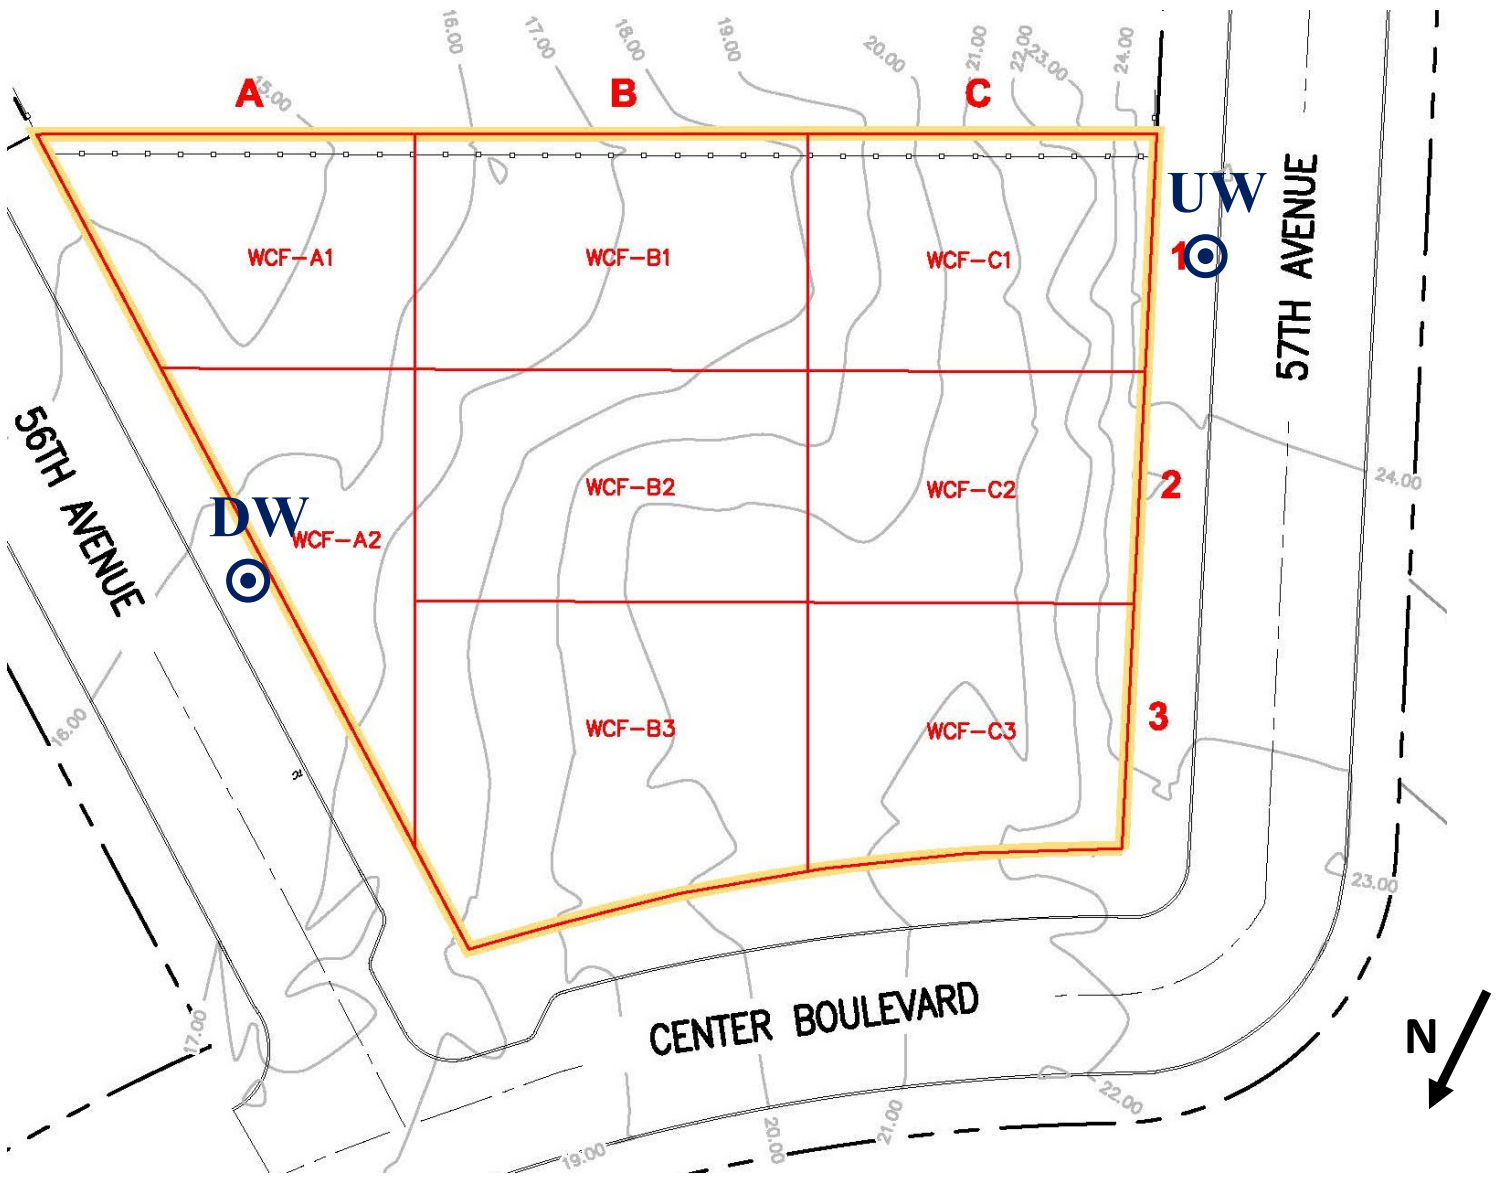 16.00
17.00
18.00
19.00
20.00
21.00
22.00
23.00
24.00
15.00
A
B
C
UW
1
57TH AVENUE
WCF-A1
WCF-B1
WCF-C1
56TH AVENUE
DW
WCF-A2
WCF-B2
WCF-C2
2
24.00
16.00
WCF-B3
WCF-C3
3
23.00
CENTER BOULEVARD
N
17.00
22.00
21.00
20.00
19.00